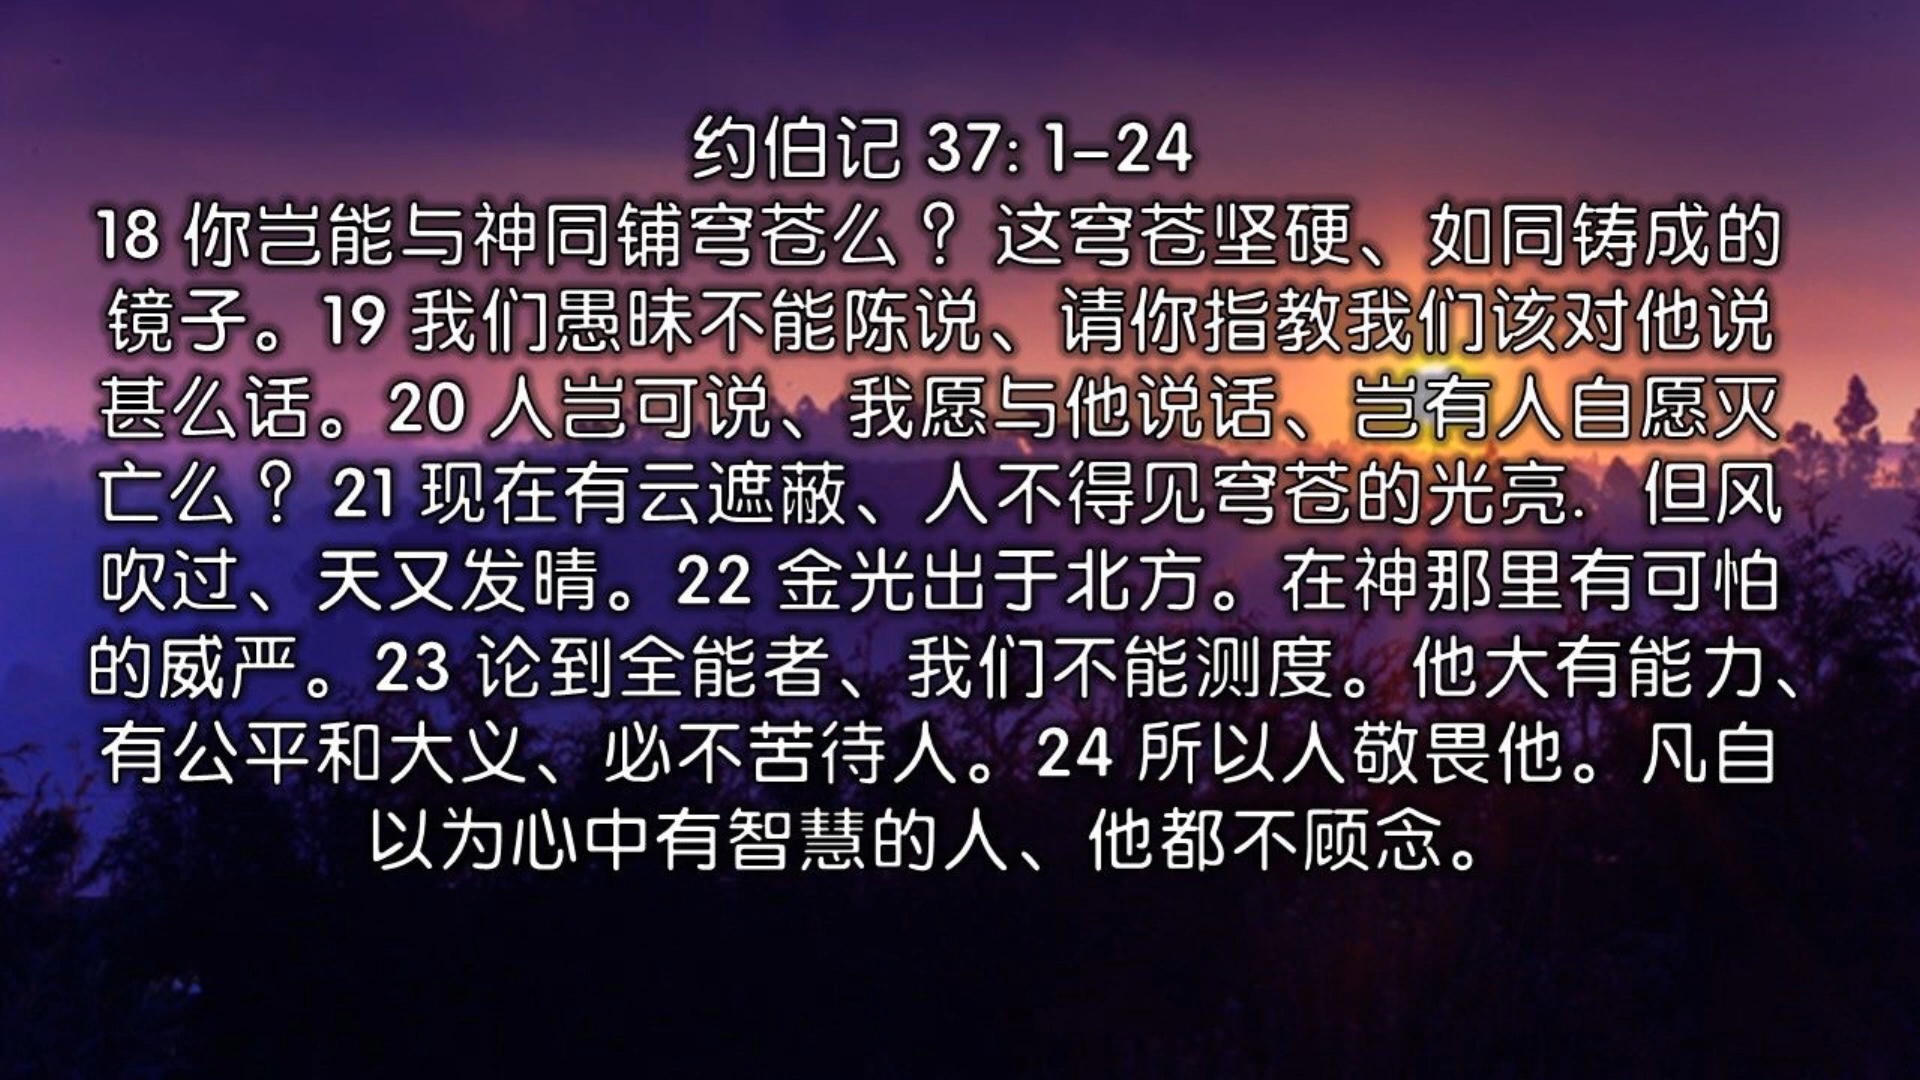 约伯记 37: 1-24
18 你岂能与神同铺穹苍么？ 这穹苍坚硬、如同铸成的
镜子。19 我们愚昧不能陈说、请你指教我们该对他说
甚么话。20 人岂可说、我愿与他说话、岂有人自愿灭
亡么？ 21 现在有云遮蔽、人不得见穹苍的光亮. 但风
吹过、天又发晴。22 金光出于北方。在神那里有可怕
的威严。23 论到全能者、我们不能测度。他大有能力、
有公平和大义、必不苦待人。24 所以人敬畏他。凡自
以为心中有智慧的人、他都不顾念。